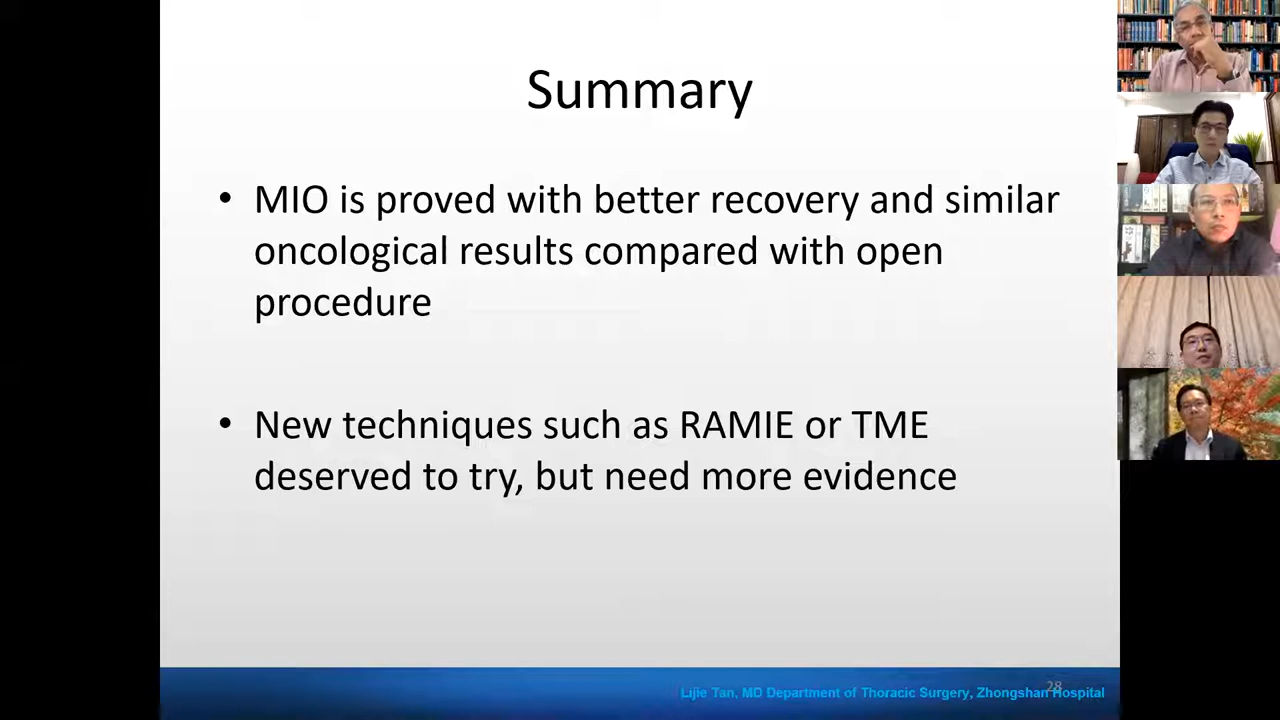 Summary
• MIO is proved with better recovery and similar
oncological results compared with open
procedure
• New techniques such as RAMIE or TME
deserved to try, but need more evidence
28
Lijie Tan, MD Department of Thoracic Surgery, Zhongshan Hospital